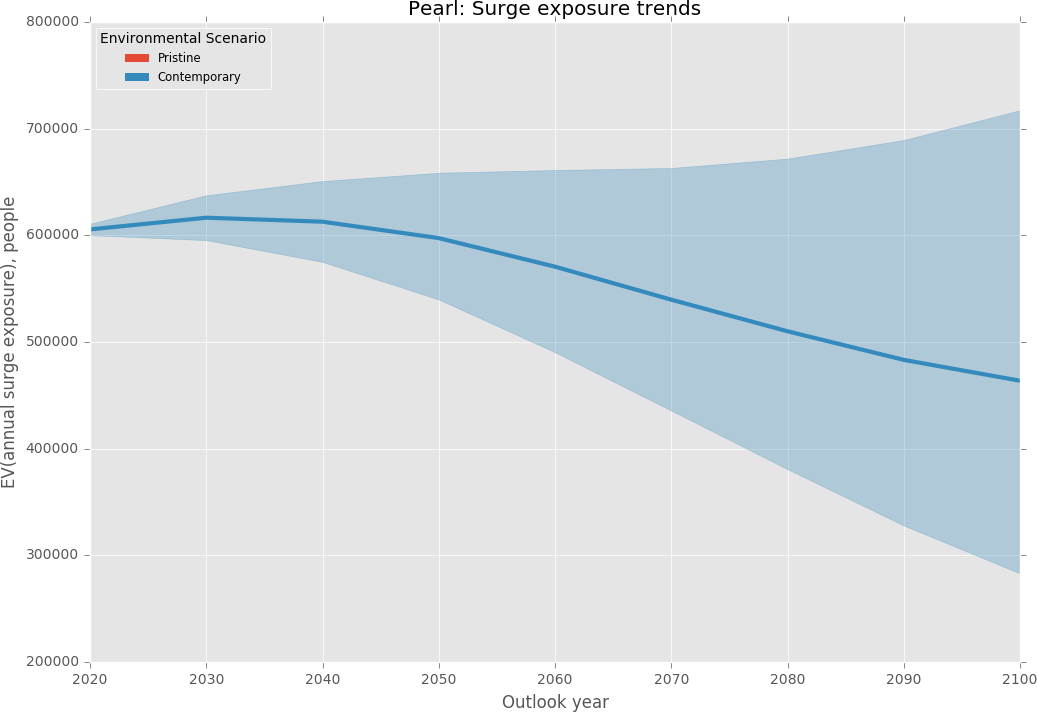 Pearl: Surge exposure trends
800000
700000
600000
500000
400000
300000
200000
EV(annual surge exposure), people
Environmental Scenario
Pristine
Contemporary
2020 2030 2040 2050 2060 2070 2080 2090 2100
Outlook year